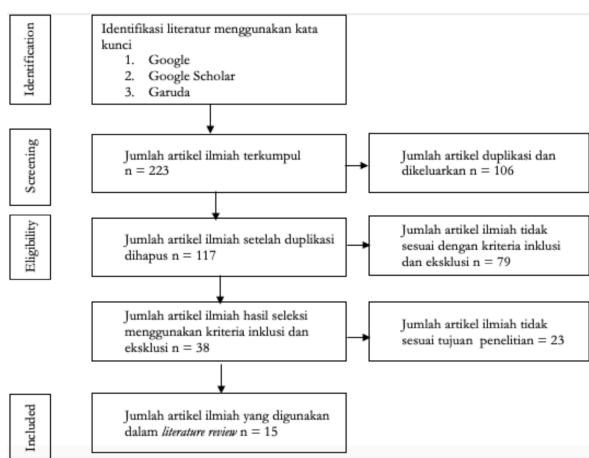 Identification
Identifikasi literatur menggunakan kata
kunci
1. Google
2. Google Scholar
3. Garuda
Screening
Jumlah artikel ilmiah terkumpul
n = 223
Jumlah artikel duplikasi dan
dikeluarkan n = 106
Eligibility
Jumlah artikel ilmiah setelah duplikasi
dihapus n = 117
Jumlah artikel ilmiah tidak
sesuai dengan kriteria inklusi
dan eksklusi n = 79
Jumlah artikel ilmiah hasil seleksi
menggunakan kriteria inklusi dan
eksklusi n = 38
Jumlah artikel ilmiah tidak
sesuai tujuan penelitian = 23
Included
Jumlah artikel ilmiah yang digunakan
dalam literature review n = 15